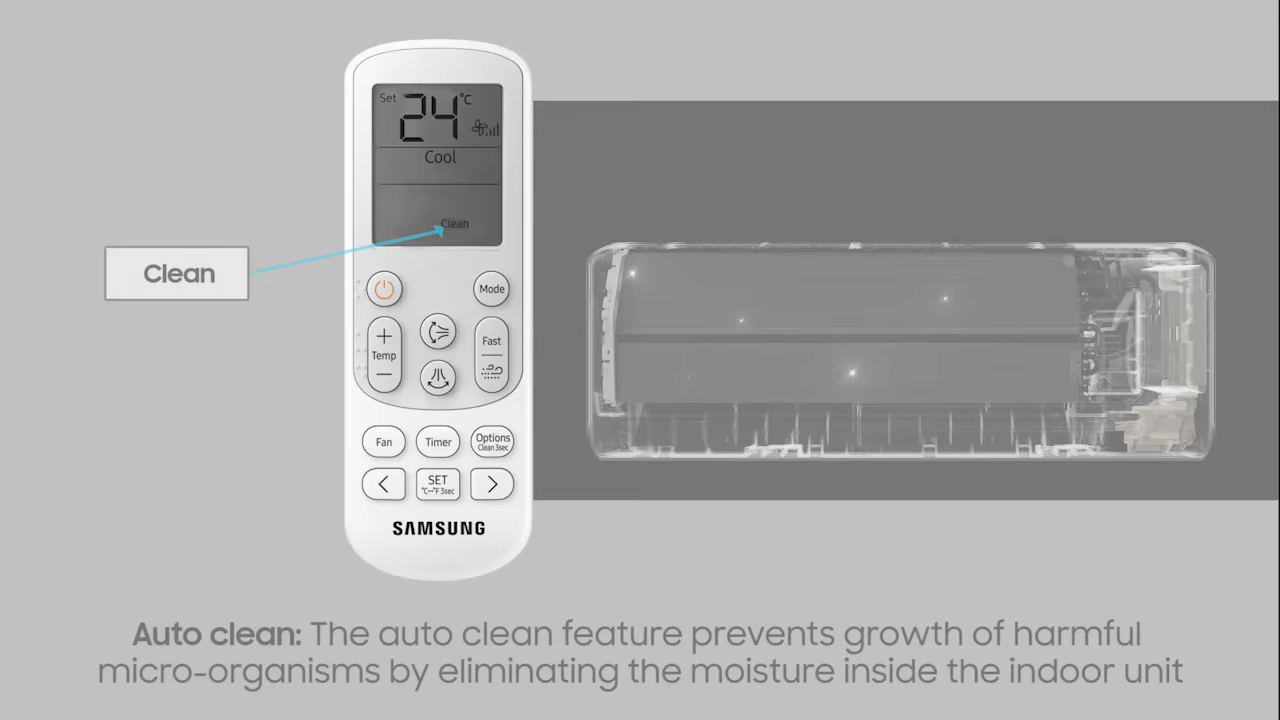 Set 24°C
Cool
Clean
Clean
Mode
+
Temp
−
Fast
Fan
Timer
Options
Clean 3sec
<
SET
°C↔°F 3sec
>
SAMSUNG
Auto clean: The auto clean feature prevents growth of harmful
micro-organisms by eliminating the moisture inside the indoor unit